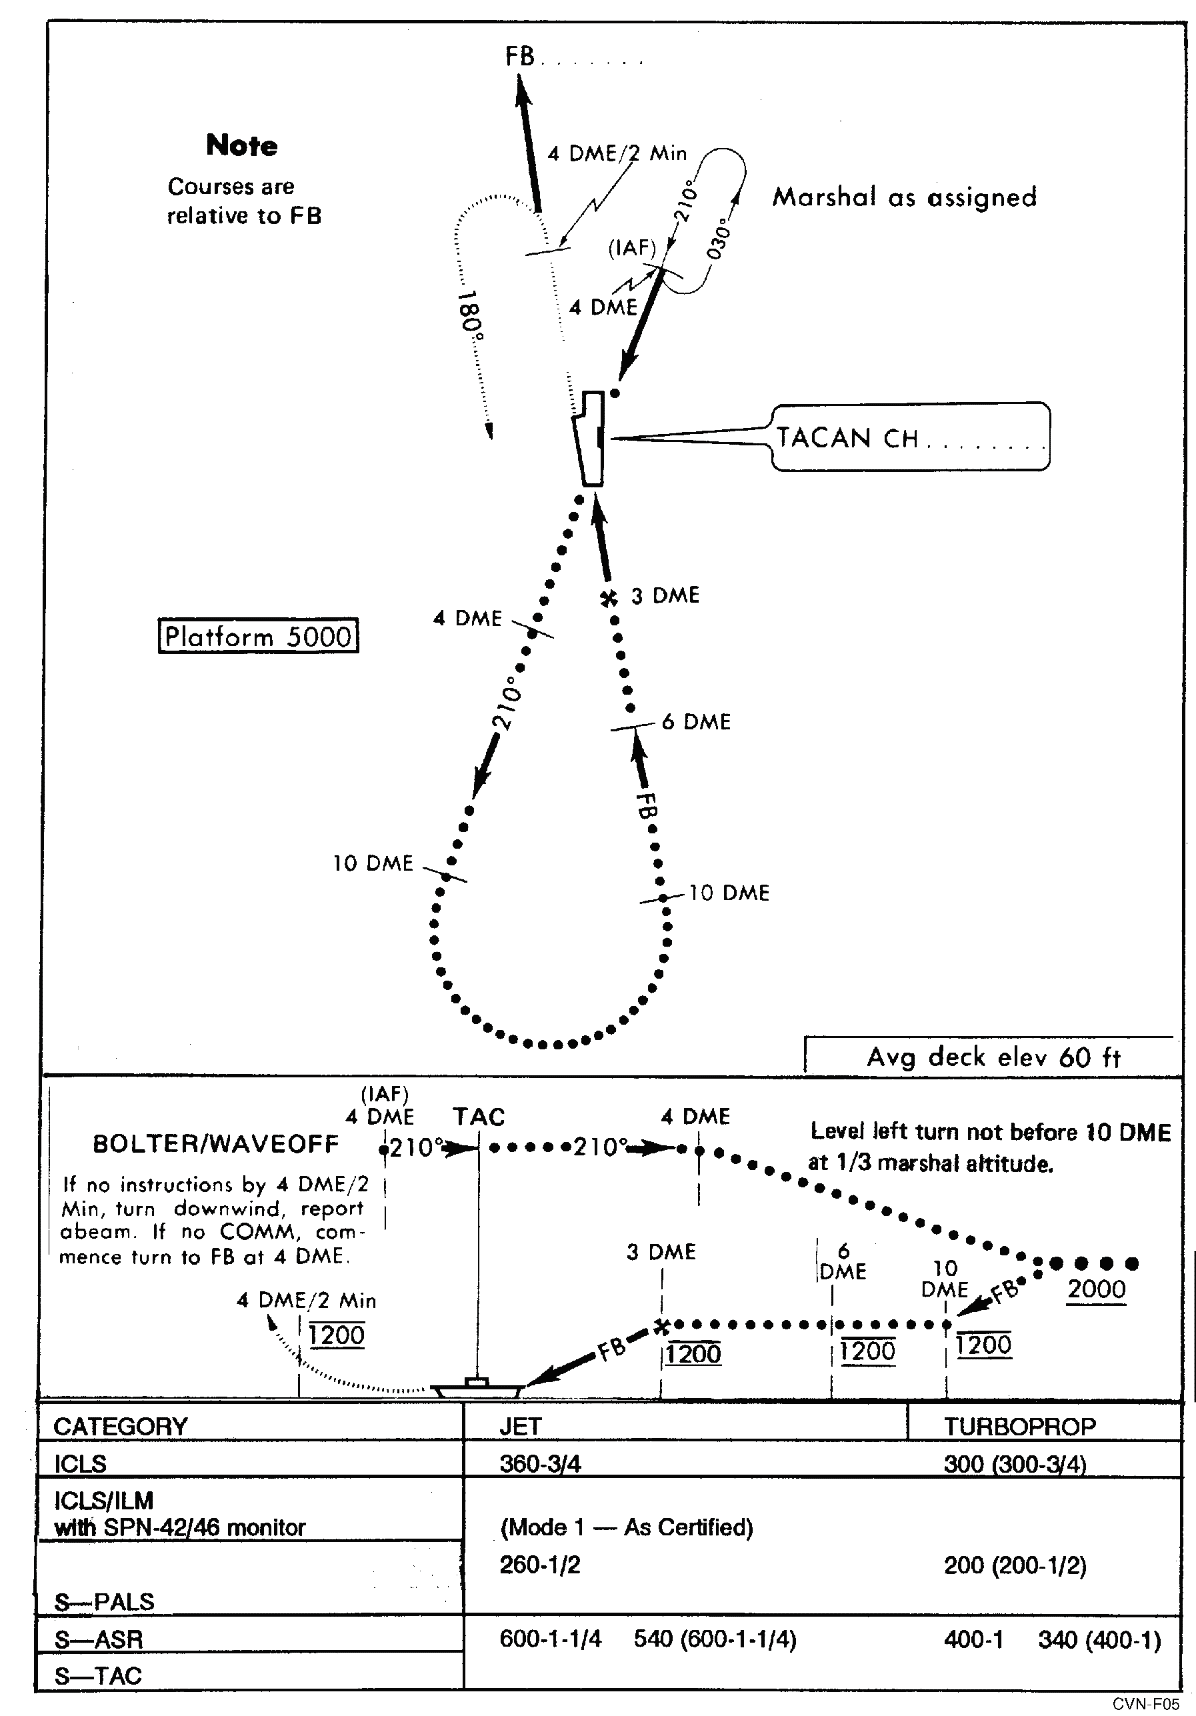 FB.......
Note
Courses are
relative to FB
4 DME/2 Min
210°
030°
Marshal as assigned
(IAF)
4 DME
180°
TACAN CH........
3 DME
4 DME
Platform 5000
210°
6 DME
FB
10 DME
10 DME
Avg deck elev 60 ft
(IAF)
4 DME
TAC
4 DME
BOLTER/WAVEOFF
210°
210°
Level left turn not before 10 DME
at 1/3 marshal altitude.
If no instructions by 4 DME/2
Min, turn downwind, report
abeam. If no COMM, com-
mence turn to FB at 4 DME.
3 DME
6
DME
10
DME
FB
2000
4 DME/2 Min
1200
FB
1200
1200
1200
CATEGORY JET TURBOPROP
ICLS 360-3/4 300 (300-3/4)
ICLS/ILM
with SPN-42/46 monitor (Mode 1 — As Certified)
260-1/2 200 (200-1/2)
S—PALS
S—ASR 600-1-1/4 540 (600-1-1/4) 400-1 340 (400-1)
S—TAC
CVN-F05